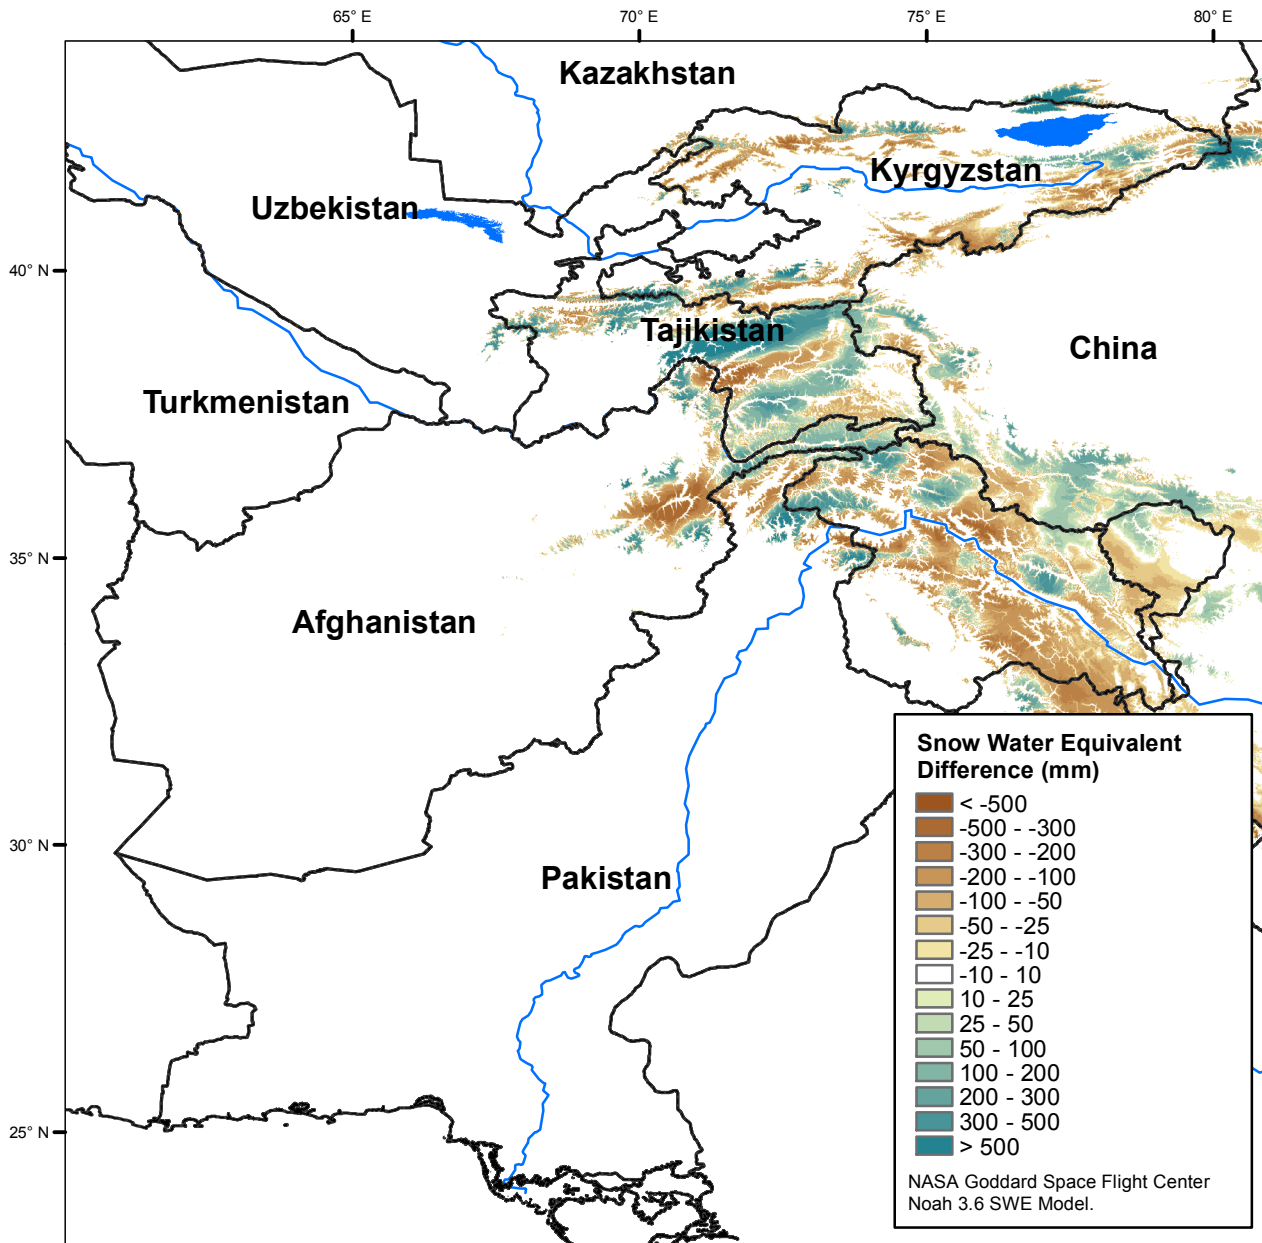 65° E
70° E
75° E
80° E
Kazakhstan
Kyrgyzstan
Uzbekistan
40° N
Tajikistan
China
Turkmenistan
35° N
Afghanistan
30° N
Pakistan
25° N
Snow Water Equivalent
Difference (mm)
< -500
-500 - -300
-300 - -200
-200 - -100
-100 - -50
-50 - -25
-25 - -10
-10 - 10
10 - 25
25 - 50
50 - 100
100 - 200
200 - 300
300 - 500
> 500
NASA Goddard Space Flight Center
Noah 3.6 SWE Model.